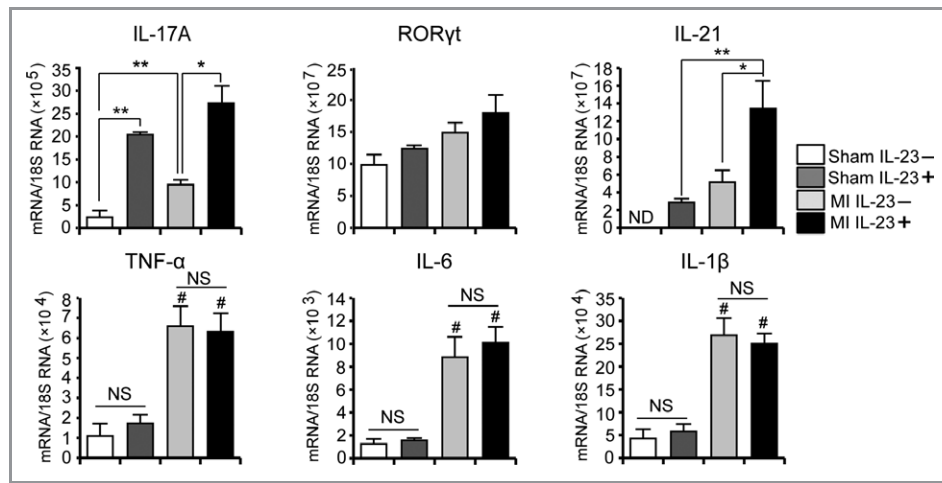 IL-17A
mRNA/18S RNA (×10⁵)
35
30
25
20
15
10
5
0
**
**
*
RORγt
mRNA/18S RNA (×10⁷)
25
20
15
10
5
0
IL-21
mRNA/18S RNA (×10⁷)
18
16
14
12
10
8
6
4
2
0
**
*
ND
Sham IL-23−
Sham IL-23+
MI IL-23−
MI IL-23+
TNF-α
mRNA/18S RNA (×10⁴)
8
7
6
5
4
3
2
1
0
NS
#
#
NS
IL-6
mRNA/18S RNA (×10³)
14
12
10
8
6
4
2
0
NS
#
#
NS
IL-1β
mRNA/18S RNA (×10⁴)
35
30
25
20
15
10
5
0
NS
#
#
NS